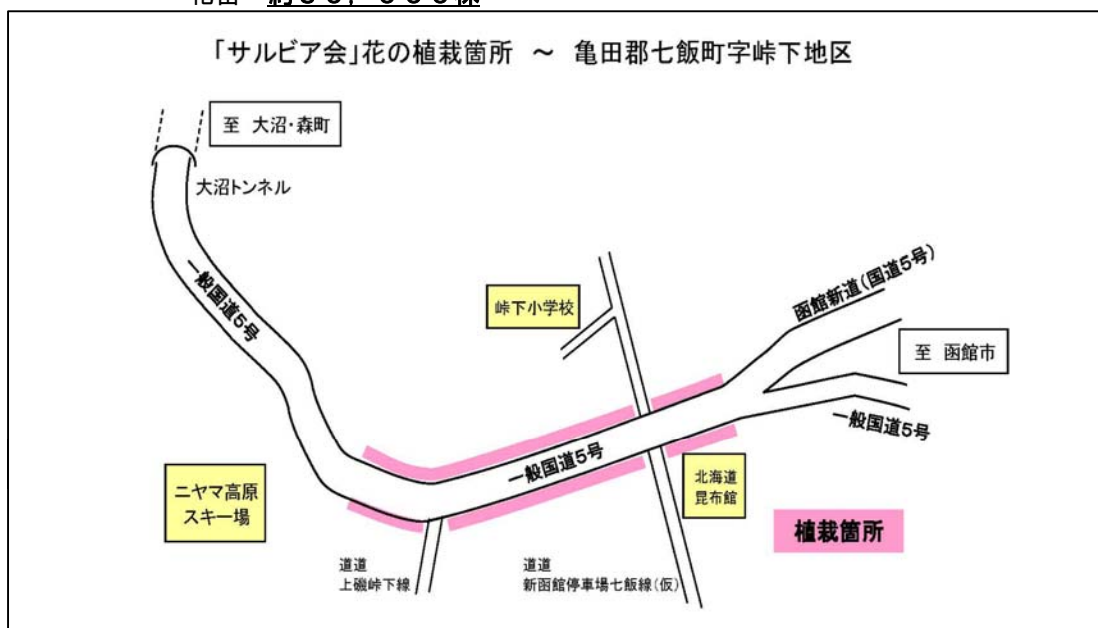 「サルビア会」花の植栽箇所 ～ 亀田郡七飯町字峠下地区
至 大沼・森町
大沼トンネル
一般国道5号
峠下小学校
函館新道(国道5号)
至 函館市
一般国道5号
一般国道5号
ニヤマ高原
スキー場
北海道
昆布館
植栽箇所
道道
上磯峠下線
道道
新函館停車場七飯線(仮)